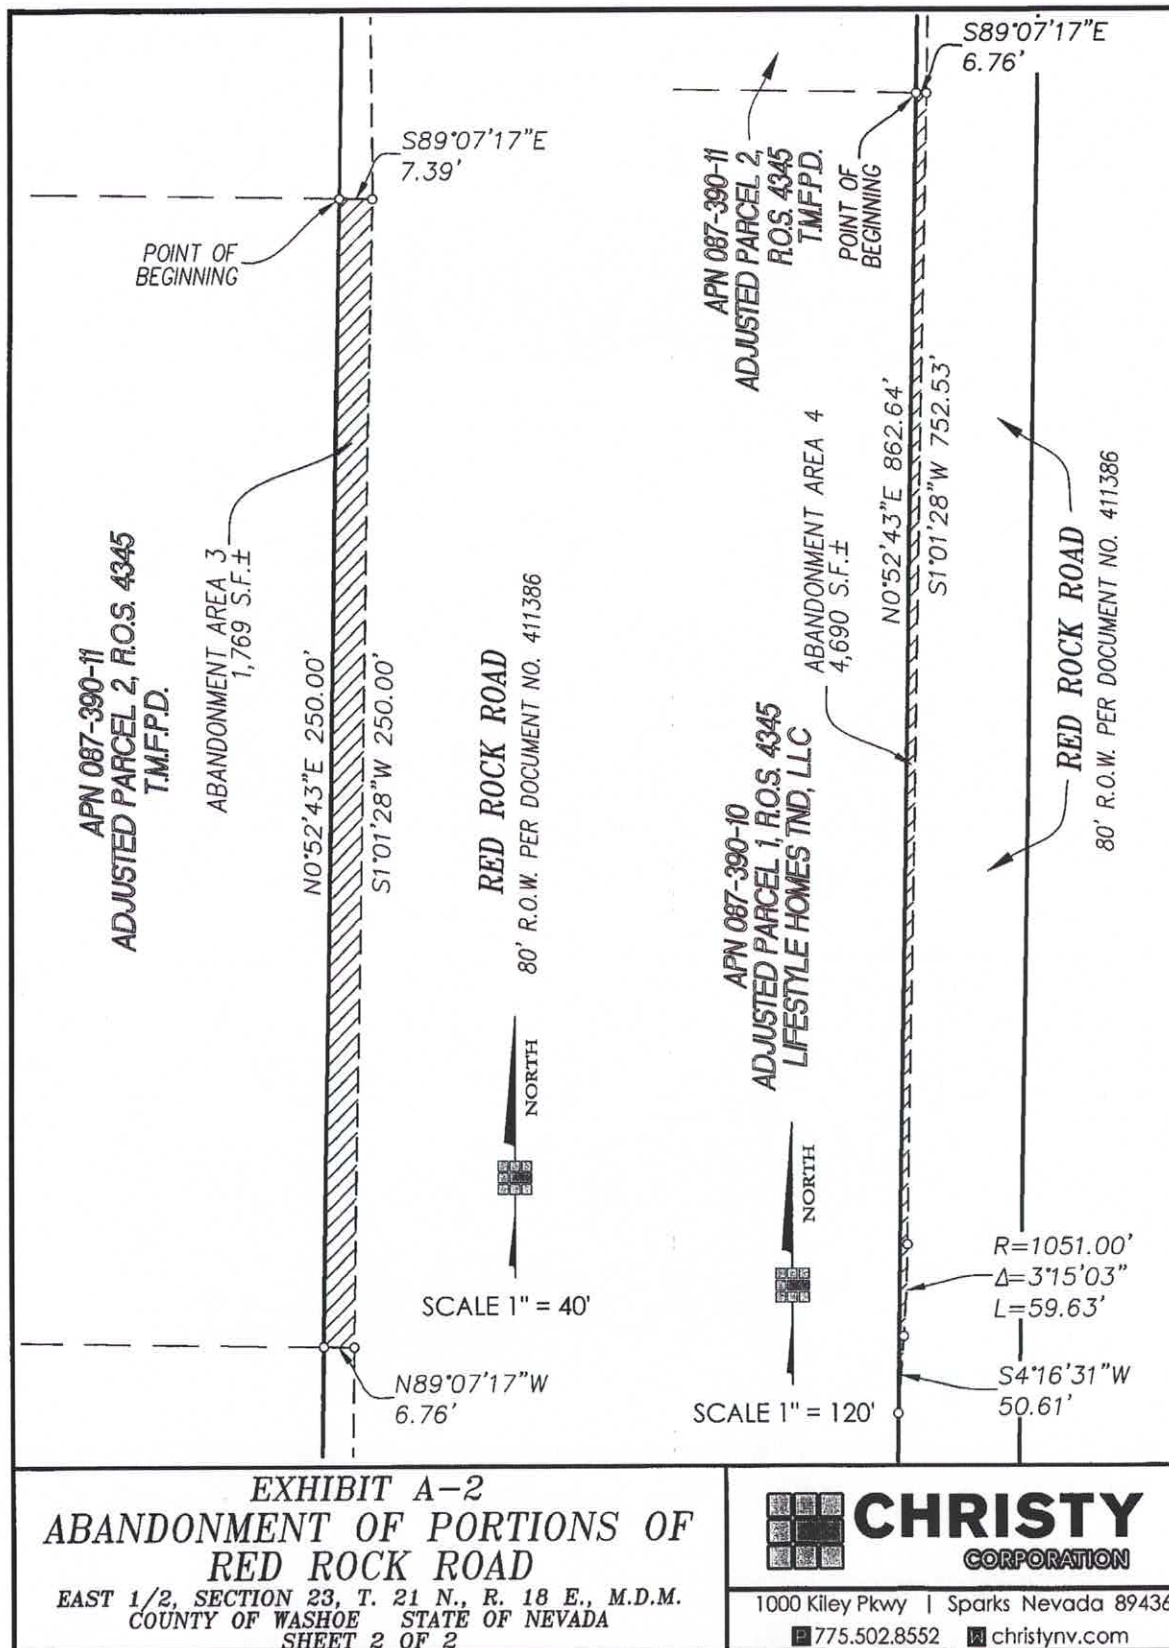 S89°07'17"E
7.39'
POINT OF
BEGINNING
APN 087-390-11
ADJUSTED PARCEL 2, R.O.S. 4345
T.M.F.P.D.
ABANDONMENT AREA 3
1,769 S.F.±
N0°52'43"E 250.00'
S1°01'28"W 250.00'
RED ROCK ROAD
80' R.O.W. PER DOCUMENT NO. 411386
NORTH
SCALE 1" = 40'
N89°07'17"W
6.76'
S89°07'17"E
6.76'
APN 087-390-11
ADJUSTED PARCEL 2,
R.O.S. 4345
T.M.F.P.D.
POINT OF
BEGINNING
N0°52'43"E 862.64'
S1°01'28"W 752.53'
ABANDONMENT AREA 4
4,690 S.F.±
RED ROCK ROAD
80' R.O.W. PER DOCUMENT NO. 411386
APN 087-390-10
ADJUSTED PARCEL 1, R.O.S. 4345
LIFESTYLE HOMES TND, LLC
NORTH
SCALE 1" = 120'
R=1051.00'
Δ=3°15'03"
L=59.63'
S4°16'31"W
50.61'
EXHIBIT A-2
ABANDONMENT OF PORTIONS OF
RED ROCK ROAD
EAST 1/2, SECTION 23, T. 21 N., R. 18 E., M.D.M.
COUNTY OF WASHOE STATE OF NEVADA
SHEET 2 OF 2
CHRISTY
CORPORATION
1000 Kiley Pkwy | Sparks Nevada 89436
P 775.502.8552 W christynv.com